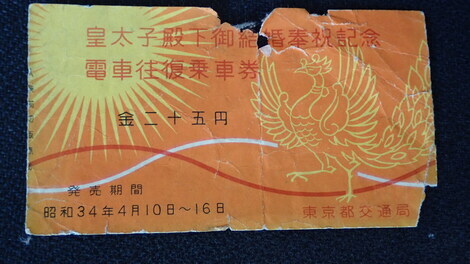 皇太子殿下御結婚奉祝記念
電車往復乗車券
金二十五円
発売期間
昭和34年4月10日〜16日
東京都交通局